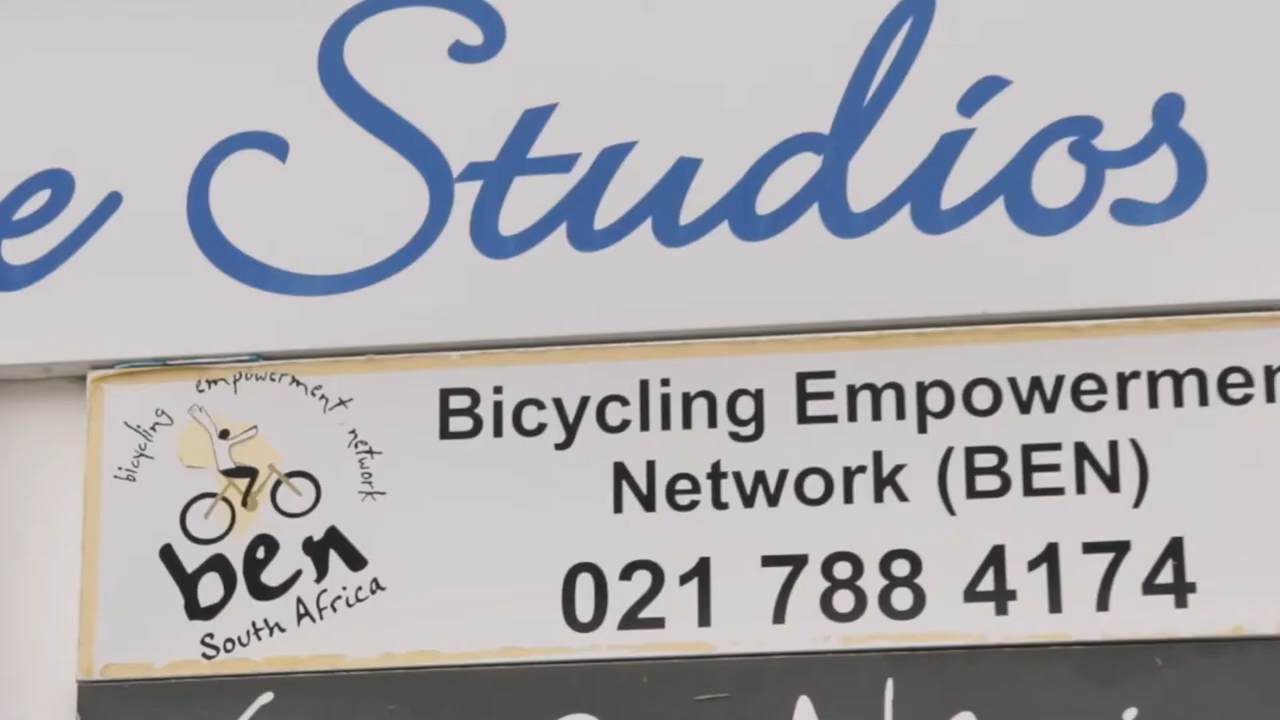 e Studios
bicycling empowerment network
ben
South Africa
Bicycling Empowermen
Network (BEN)
021 788 4174